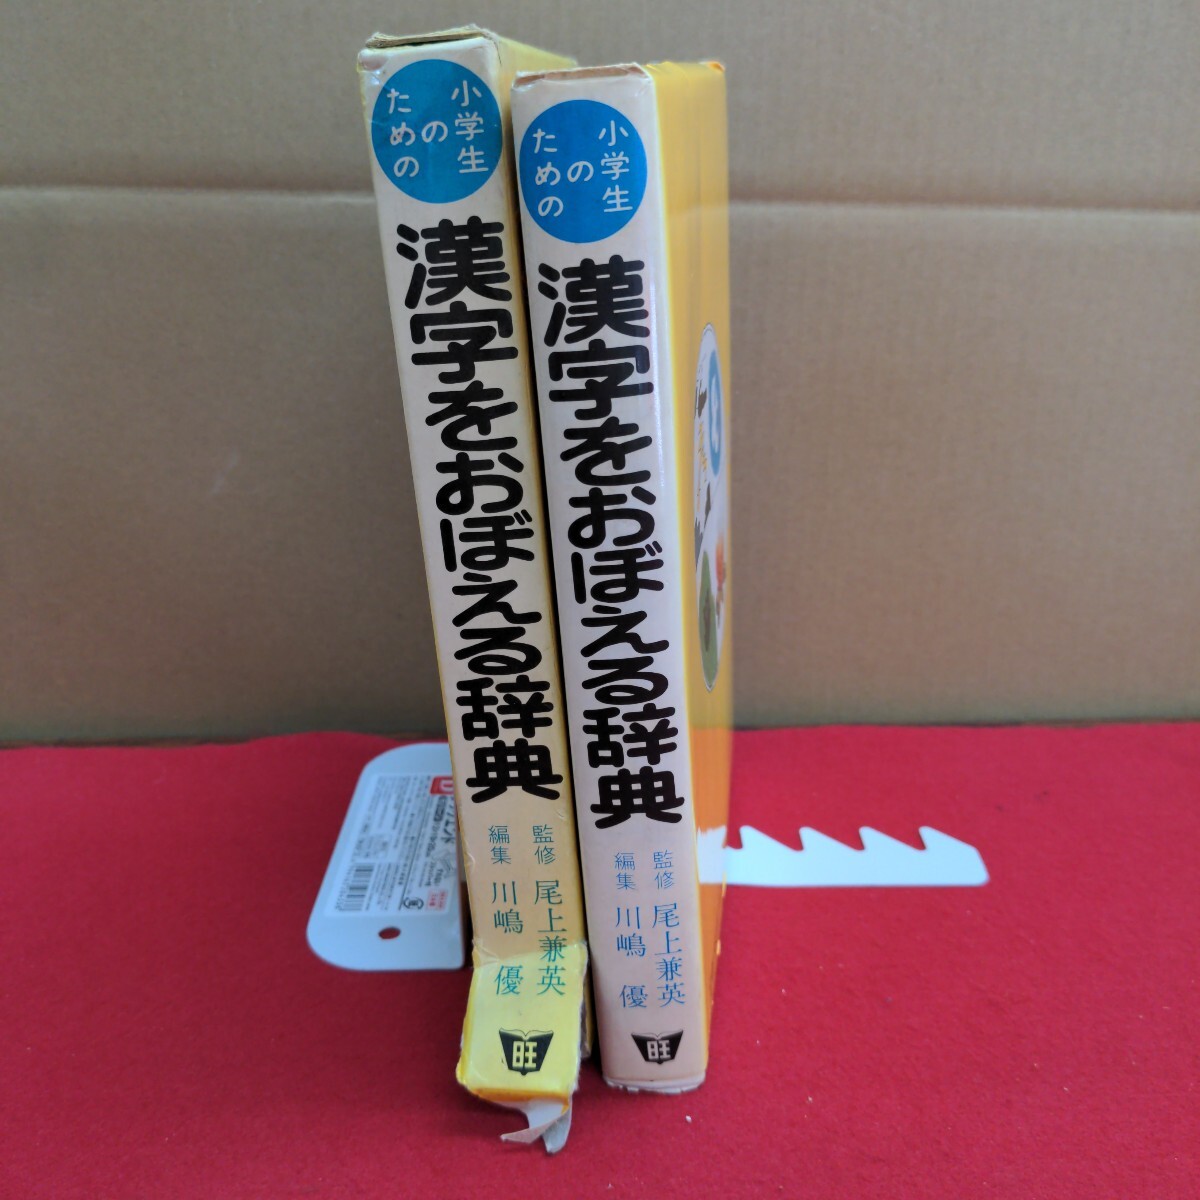 小学生
の
ための
漢字をおぼえる辞典
監修 尾上兼英
編集 川嶋 優
旺
小学生
の
ための
漢字をおぼえる辞典
監修 尾上兼英
編集 川嶋 優
旺